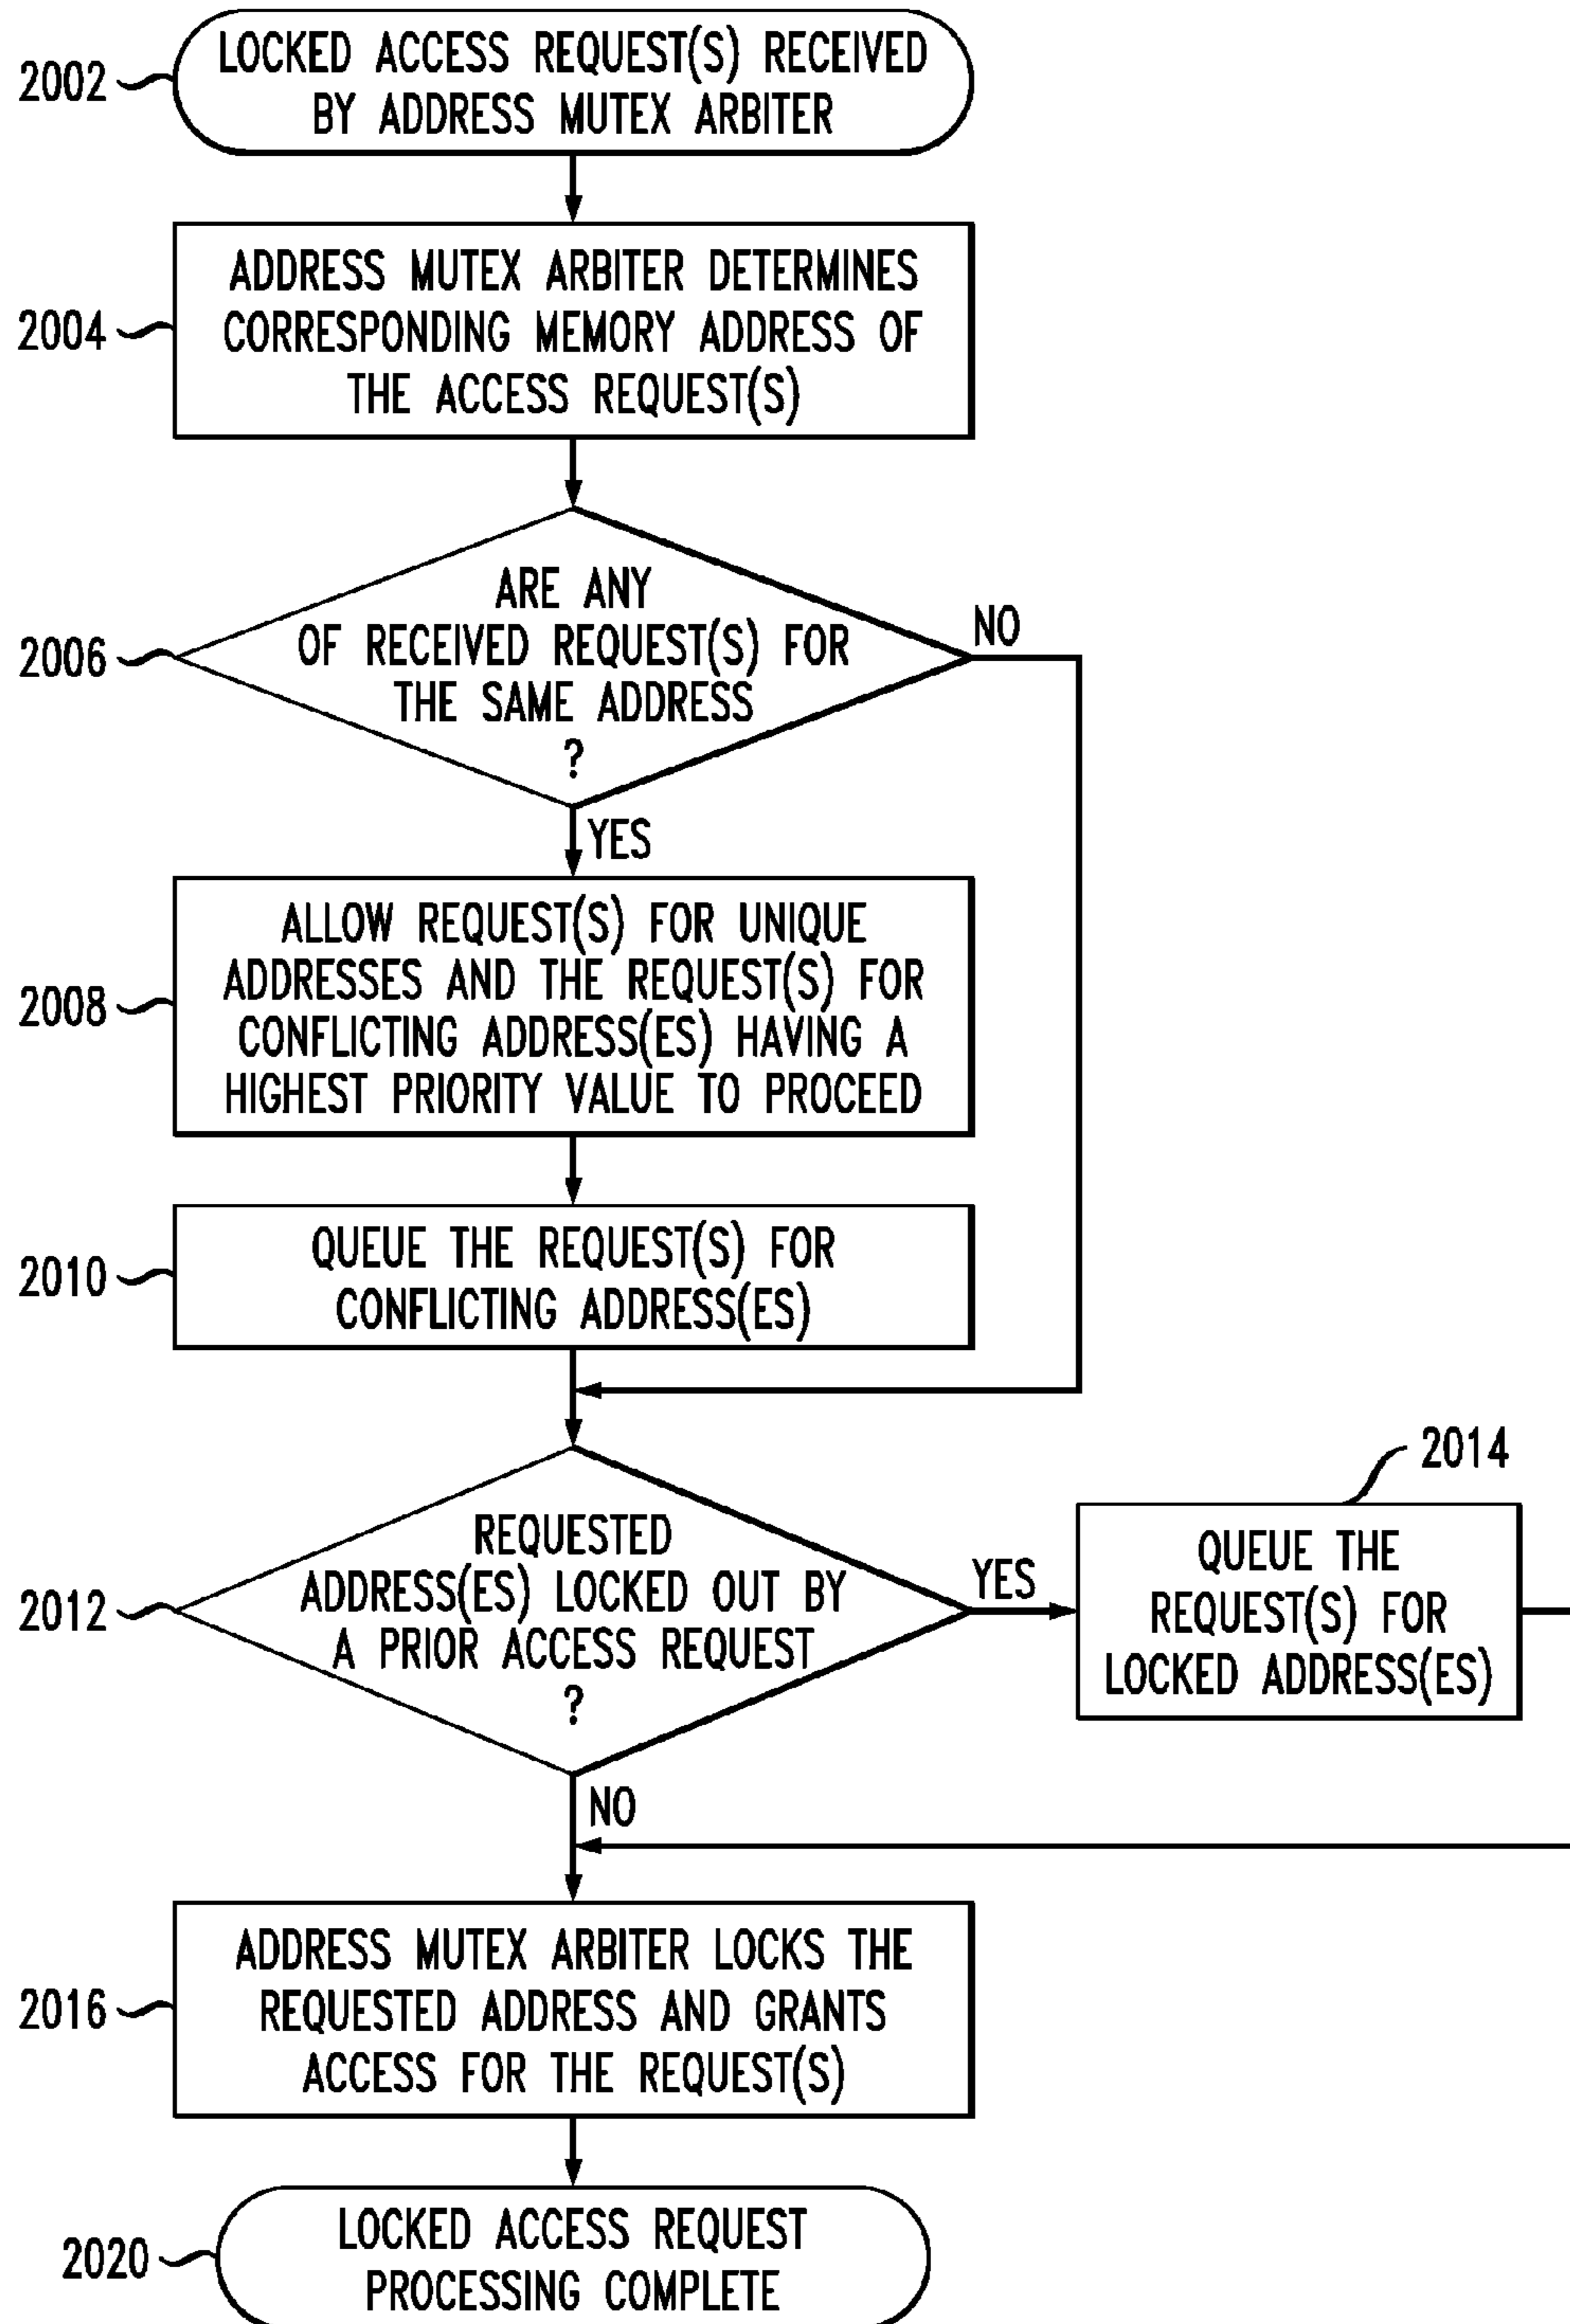 2002
LOCKED ACCESS REQUEST(S) RECEIVED
BY ADDRESS MUTEX ARBITER
2004
ADDRESS MUTEX ARBITER DETERMINES
CORRESPONDING MEMORY ADDRESS OF
THE ACCESS REQUEST(S)
2006
ARE ANY
OF RECEIVED REQUEST(S) FOR
THE SAME ADDRESS
?
NO
YES
2008
ALLOW REQUEST(S) FOR UNIQUE
ADDRESSES AND THE REQUEST(S) FOR
CONFLICTING ADDRESS(ES) HAVING A
HIGHEST PRIORITY VALUE TO PROCEED
2010
QUEUE THE REQUEST(S) FOR
CONFLICTING ADDRESS(ES)
2012
REQUESTED
ADDRESS(ES) LOCKED OUT BY
A PRIOR ACCESS REQUEST
?
YES
2014
QUEUE THE
REQUEST(S) FOR
LOCKED ADDRESS(ES)
NO
2016
ADDRESS MUTEX ARBITER LOCKS THE
REQUESTED ADDRESS AND GRANTS
ACCESS FOR THE REQUEST(S)
2020
LOCKED ACCESS REQUEST
PROCESSING COMPLETE